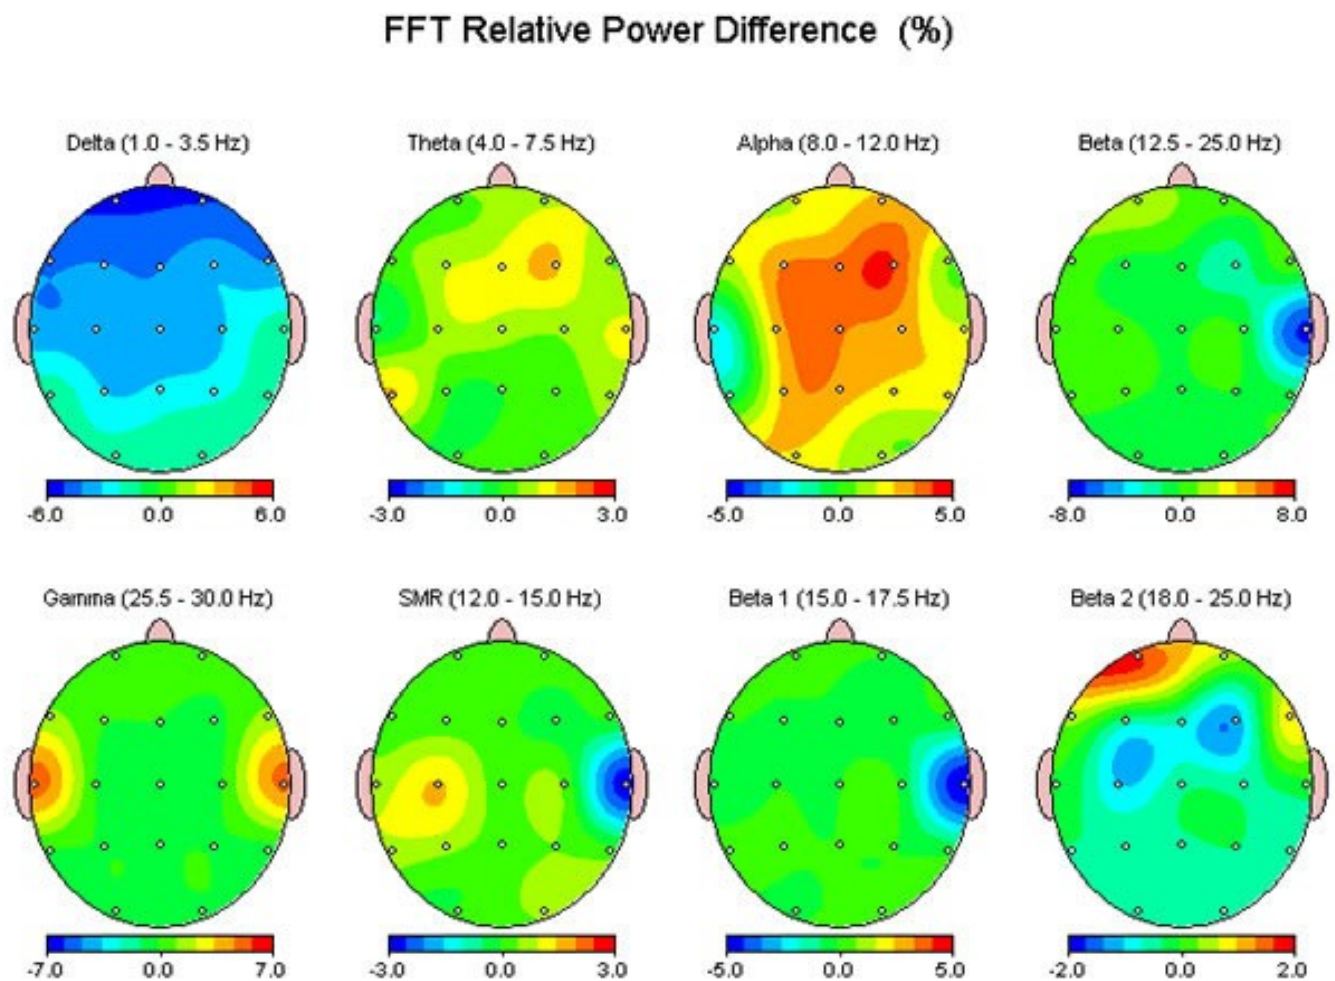 FFT Relative Power Difference (%)
Delta (1.0 - 3.5 Hz)
Theta (4.0 - 7.5 Hz)
Alpha (8.0 - 12.0 Hz)
Beta (12.5 - 25.0 Hz)
-6.0 0.0 6.0
-3.0 0.0 3.0
-5.0 0.0 5.0
-8.0 0.0 8.0
Gamma (25.5 - 30.0 Hz)
SMR (12.0 - 15.0 Hz)
Beta 1 (15.0 - 17.5 Hz)
Beta 2 (18.0 - 25.0 Hz)
-7.0 0.0 7.0
-3.0 0.0 3.0
-5.0 0.0 5.0
-2.0 0.0 2.0